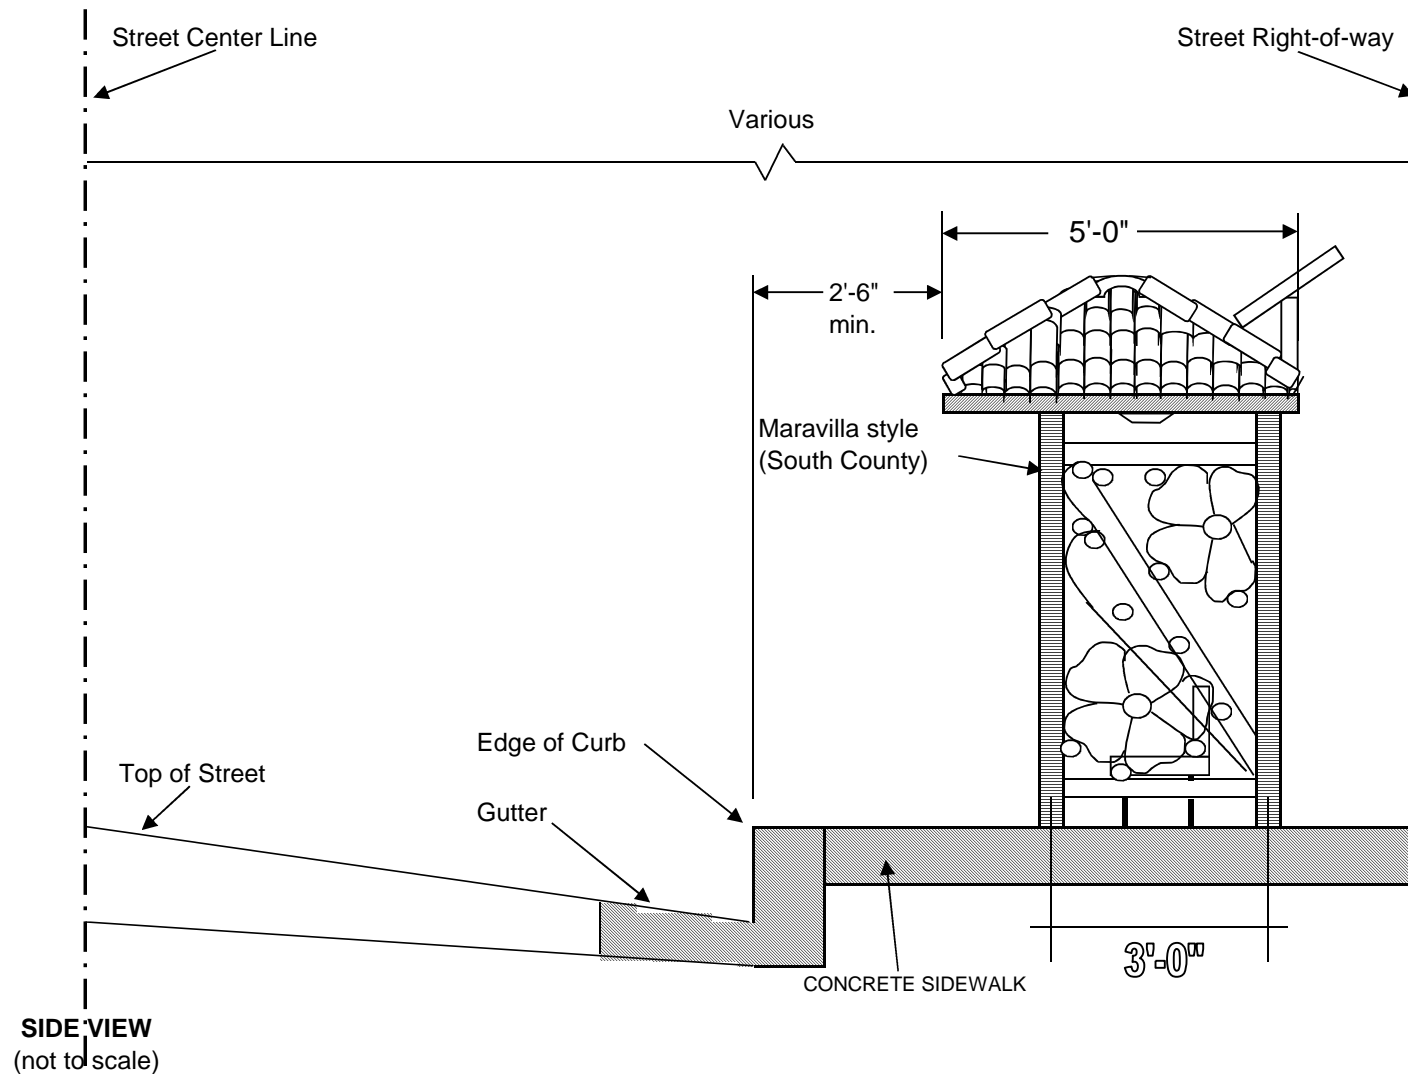 Street Center Line
Street Right-of-way
Various
5'-0"
2'-6"
min.
Maravilla style
(South County)
Edge of Curb
Top of Street
Gutter
3'-0"
CONCRETE SIDEWALK
SIDE VIEW
(not to scale)